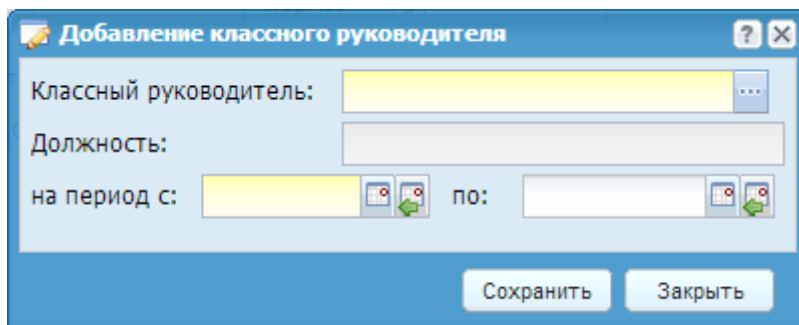 Добавление классного руководителя
Классный руководитель:
Должность:
на период с: по:
Сохранить Закрыть